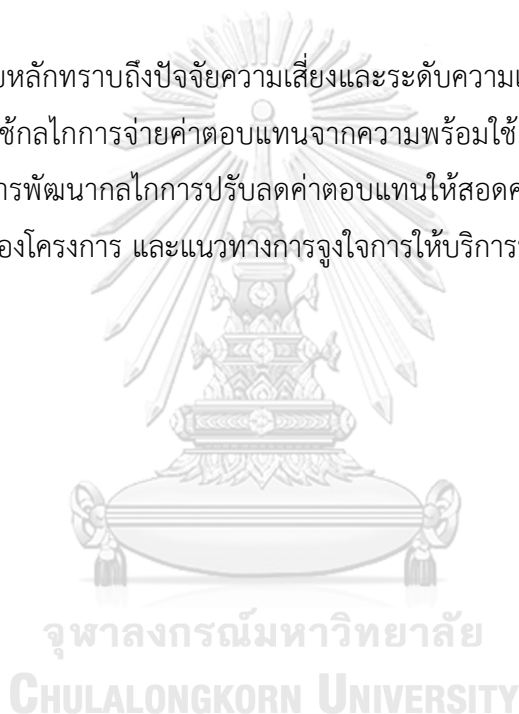 หลักทราบถึงปัจจัยความเสี่ยงและระดับความ
ช้กลไกการจ่ายค่าตอบแทนจากความพร้อมใช้
ารพัฒนากลไกการปรับลดค่าตอบแทนให้สอดค
องโครงการ และแนวทางการจูงใจการให้บริการ
จุฬาลงกรณ์มหาวิทยาลัย
CHULALONGKORN UNIVERSITY